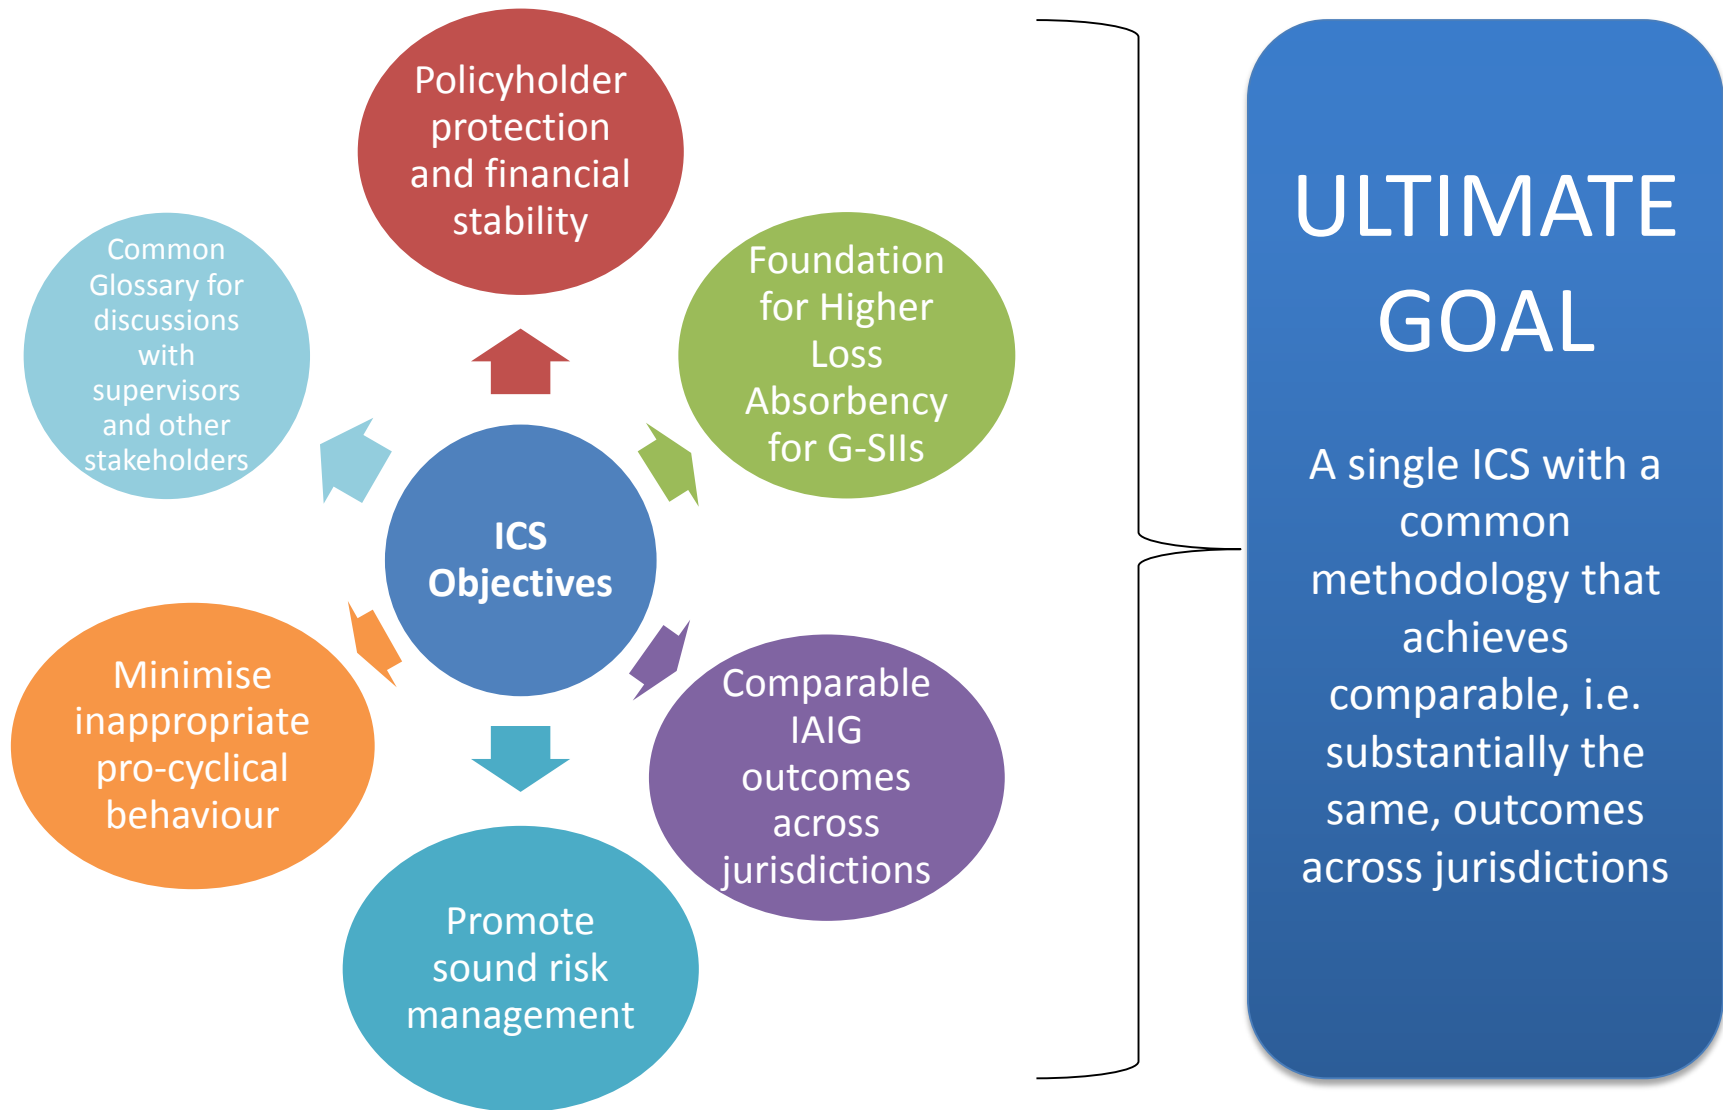 Policyholder
protection
and financial
stability
Foundation
for Higher
Loss
Absorbency
for G-SIIs
Comparable
IAIG
outcomes
across
jurisdictions
Promote
sound risk
management
Minimise
inappropriate
pro-cyclical
behaviour
Common
Glossary for
discussions
with
supervisors
and other
stakeholders
ICS
Objectives
ULTIMATE
GOAL
A single ICS with a
common
methodology that
achieves
comparable, i.e.
substantially the
same, outcomes
across jurisdictions